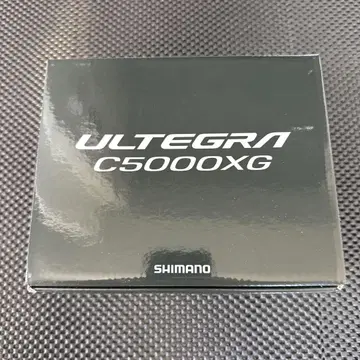 ULTEGRA
C5000XG
SHIMANO